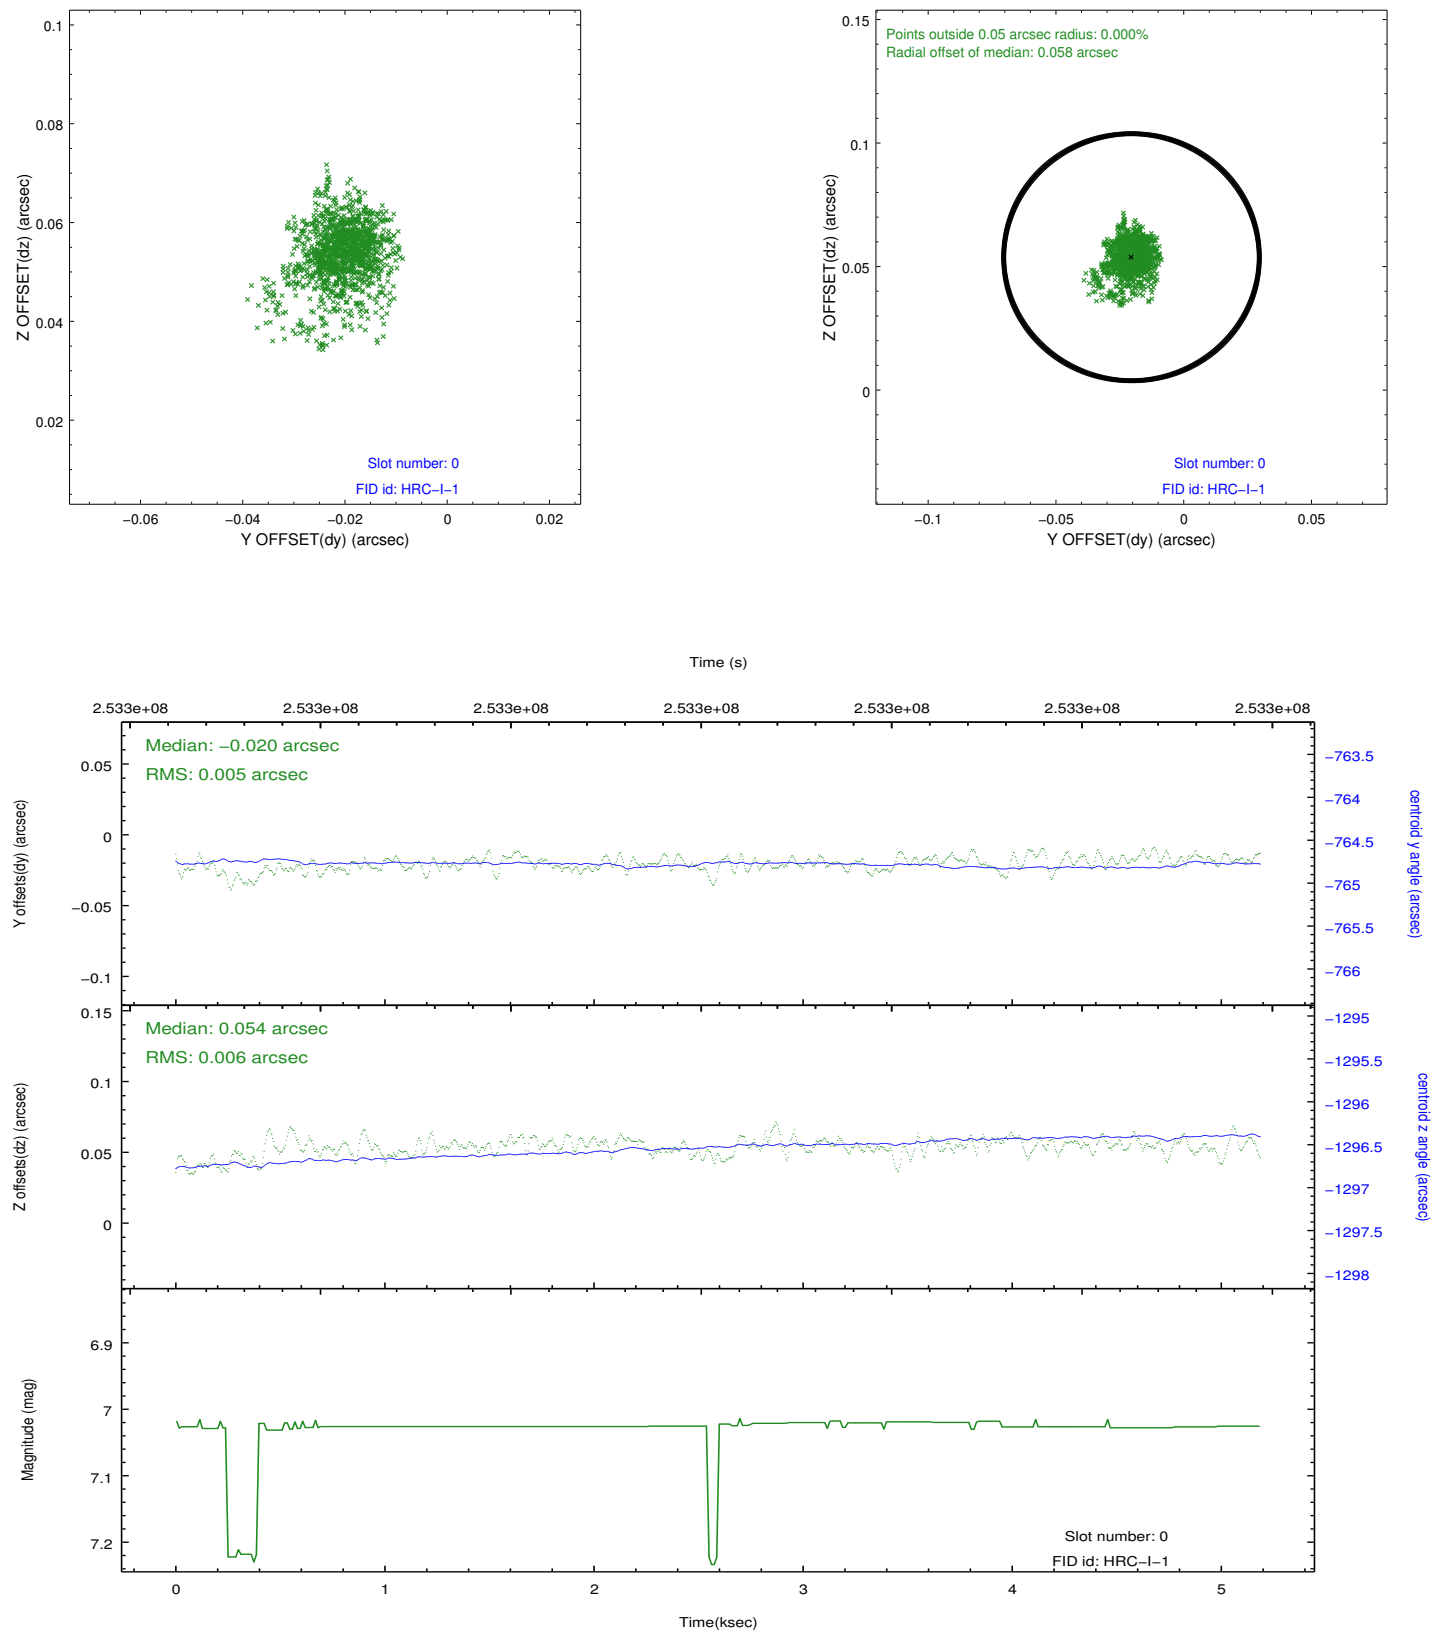 0.1
0.08
0.06
0.04
0.02
Z OFFSET(dz) (arcsec)
Slot number: 0
FID id: HRC−I−1
−0.06 −0.04 −0.02 0 0.02
Y OFFSET(dy) (arcsec)
Points outside 0.05 arcsec radius: 0.000%
Radial offset of median: 0.058 arcsec
0.15
0.1
0.05
0
Z OFFSET(dz) (arcsec)
Slot number: 0
FID id: HRC−I−1
−0.1 −0.05 0 0.05
Y OFFSET(dy) (arcsec)
Time (s)
2.533e+08 2.533e+08 2.533e+08 2.533e+08 2.533e+08 2.533e+08 2.533e+08
Median: −0.020 arcsec
RMS: 0.005 arcsec
0.05
0
−0.05
−0.1
Y offsets(dy) (arcsec)
−763.5
−764
−764.5
−765
−765.5
−766
centroid y angle (arcsec)
Median: 0.054 arcsec
RMS: 0.006 arcsec
0.15
0.1
0.05
0
Z offsets(dz) (arcsec)
−1295
−1295.5
−1296
−1296.5
−1297
−1297.5
−1298
centroid z angle (arcsec)
6.9
7
7.1
7.2
Magnitude (mag)
Slot number: 0
FID id: HRC−I−1
0 1 2 3 4 5
Time(ksec)